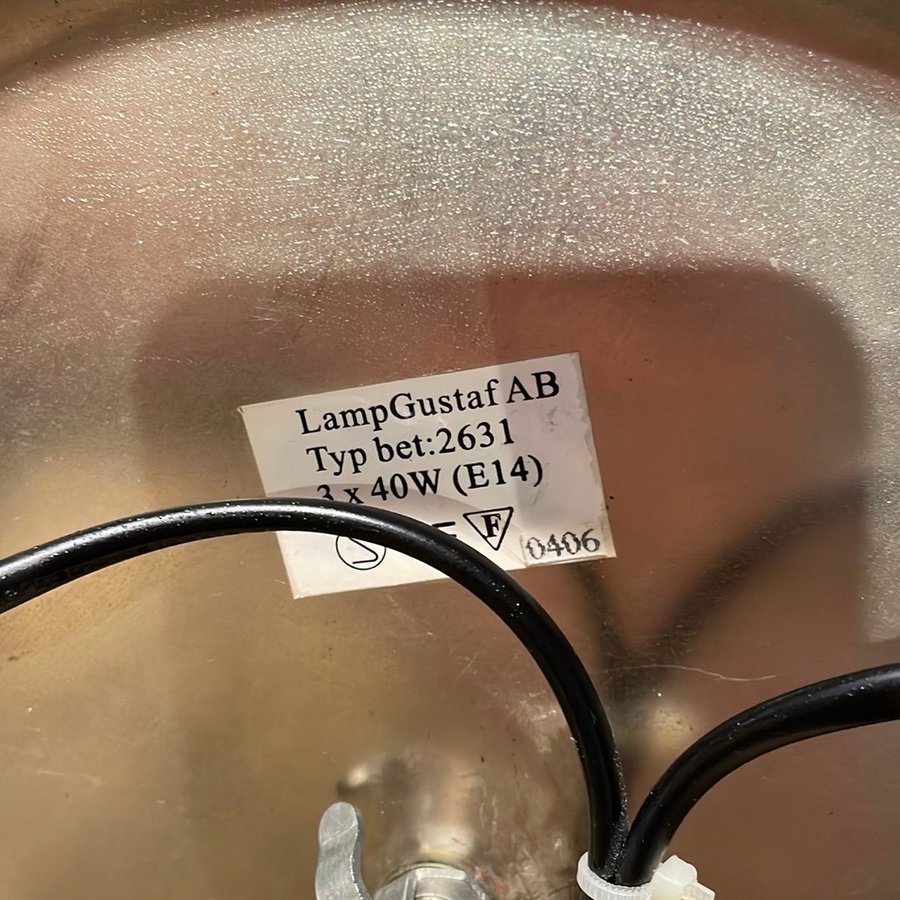 LampGustaf AB
Typ bet:2631
3 x 40W (E14)
F
0406